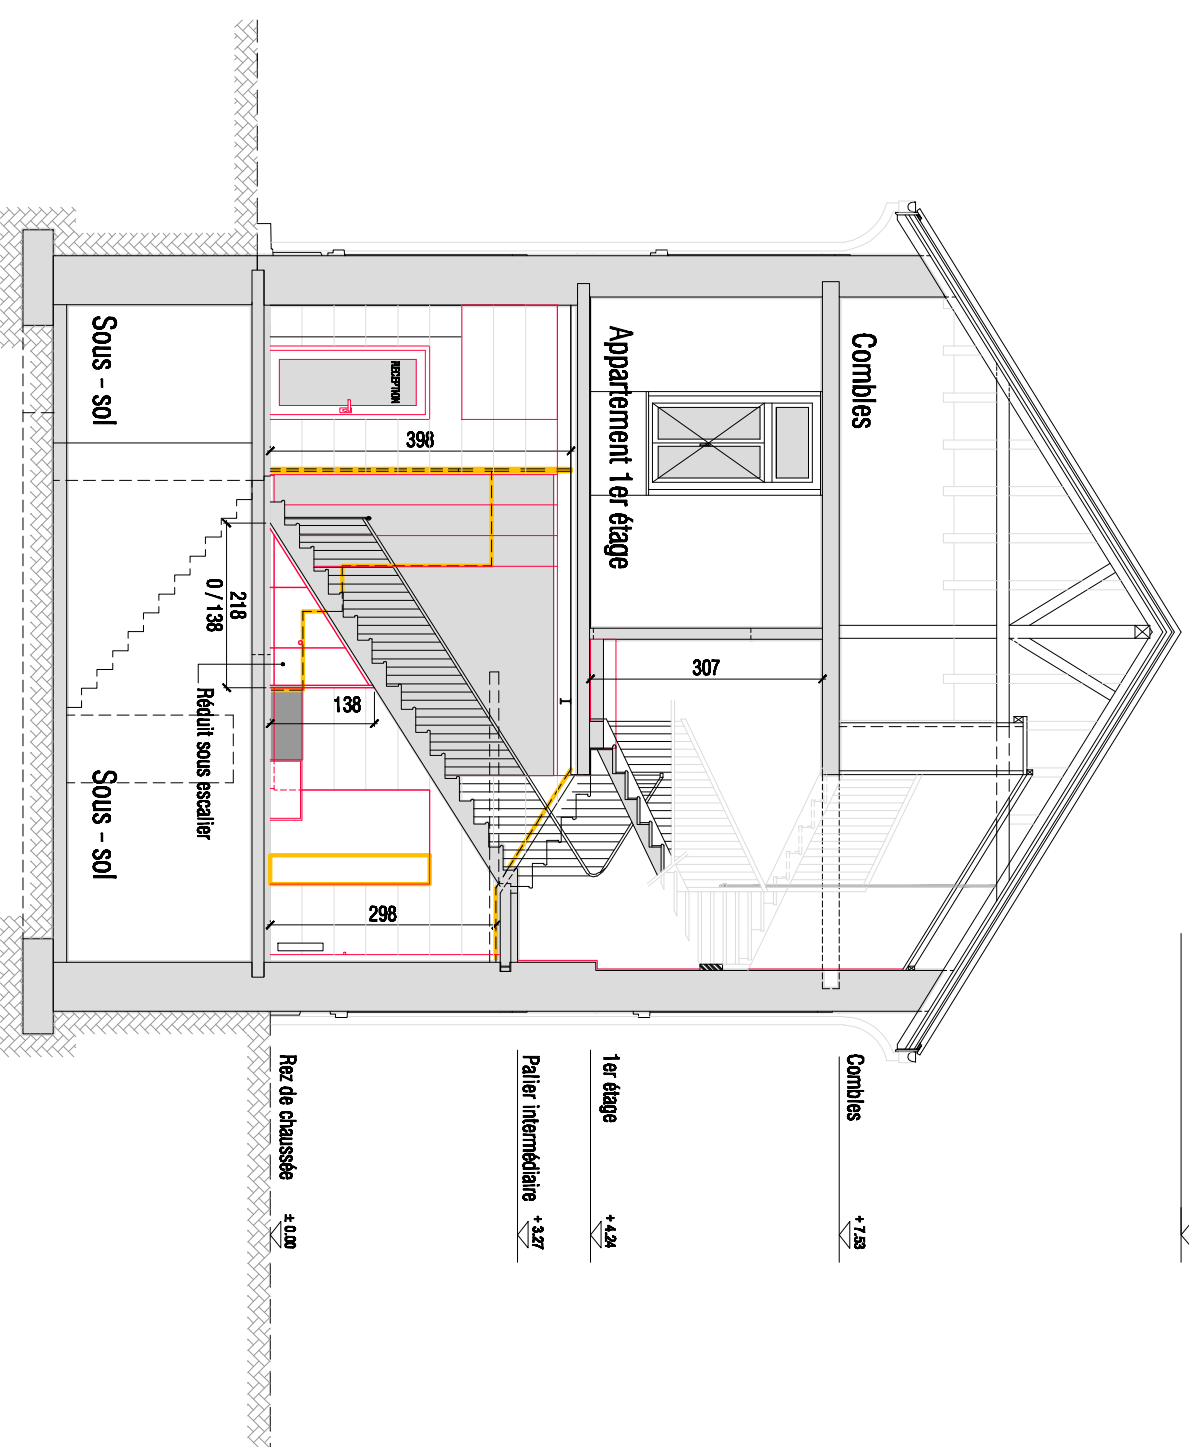 Combles
Appartement 1er étage
307
RECEPTION
398
218
0 / 138
138
Réduit sous escalier
298
Sous - sol
Sous - sol
Combles
+ 7.53
1er étage
+ 4.24
Palier intermédiaire
+ 3.27
Rez de chaussée
± 0.00